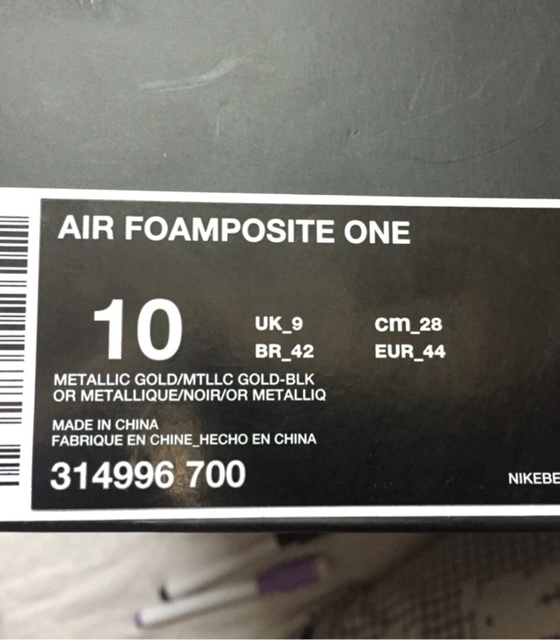 AIR FOAMPOSITE ONE
10
UK_9 cm_28
BR_42 EUR_44
METALLIC GOLD/MTLLC GOLD-BLK
OR METALLIQUE/NOIR/OR METALLIQ
MADE IN CHINA
FABRIQUE EN CHINE_HECHO EN CHINA
314996 700
NIKEBE